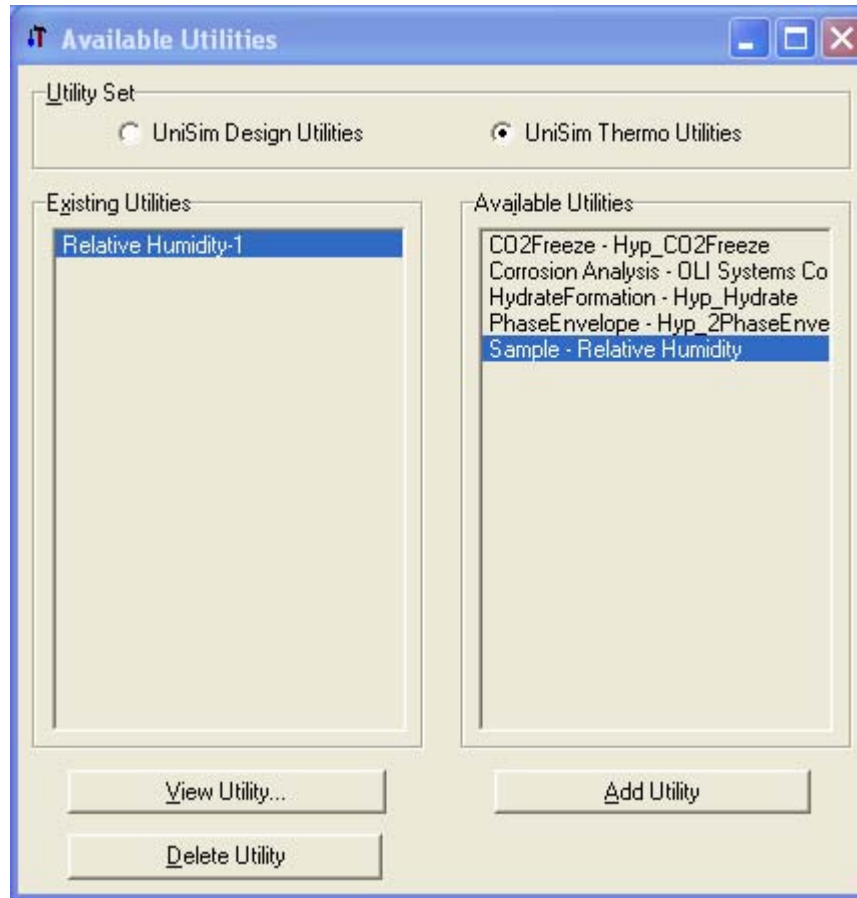 Available Utilities
Utility Set
UniSim Design Utilities
UniSim Thermo Utilities
Existing Utilities
Relative Humidity-1
Available Utilities
CO2Freeze - Hyp_CO2Freeze
Corrosion Analysis - OLI Systems Co
HydrateFormation - Hyp_Hydrate
PhaseEnvelope - Hyp_2PhaseEnve
Sample - Relative Humidity
View Utility...
Add Utility
Delete Utility